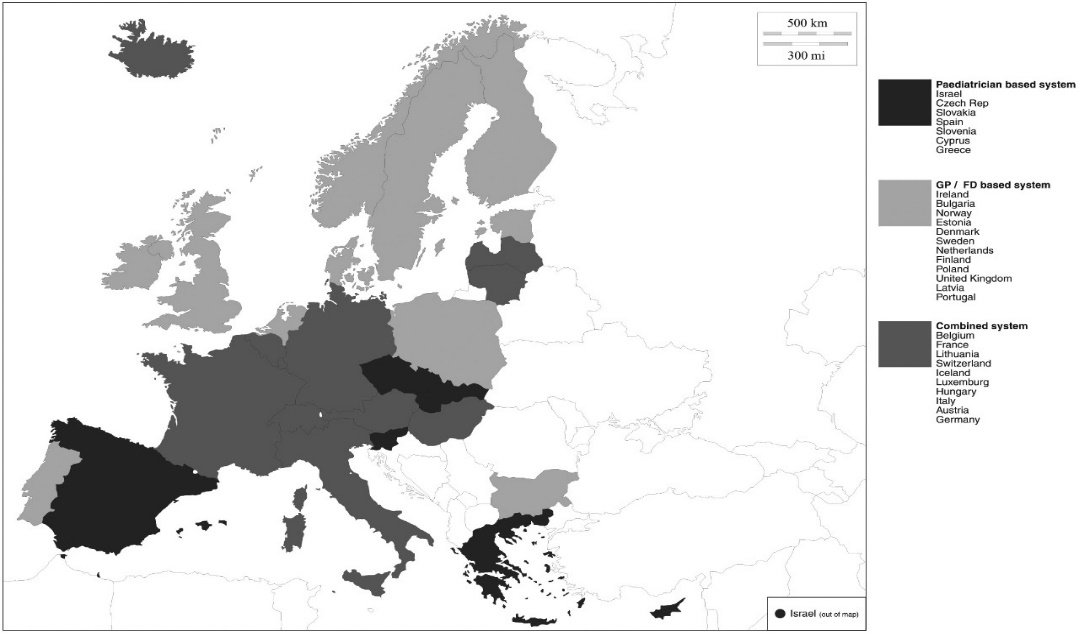 500 km
300 mi
Paediatrician based system
Israel
Czech Rep
Slovakia
Spain
Slovenia
Cyprus
Greece
GP / FD based system
Ireland
Bulgaria
Norway
Estonia
Denmark
Sweden
Netherlands
Finland
Poland
United Kingdom
Latvia
Portugal
Combined system
Belgium
France
Lithuania
Switzerland
Iceland
Luxemburg
Hungary
Italy
Austria
Germany
Israel (out of map)